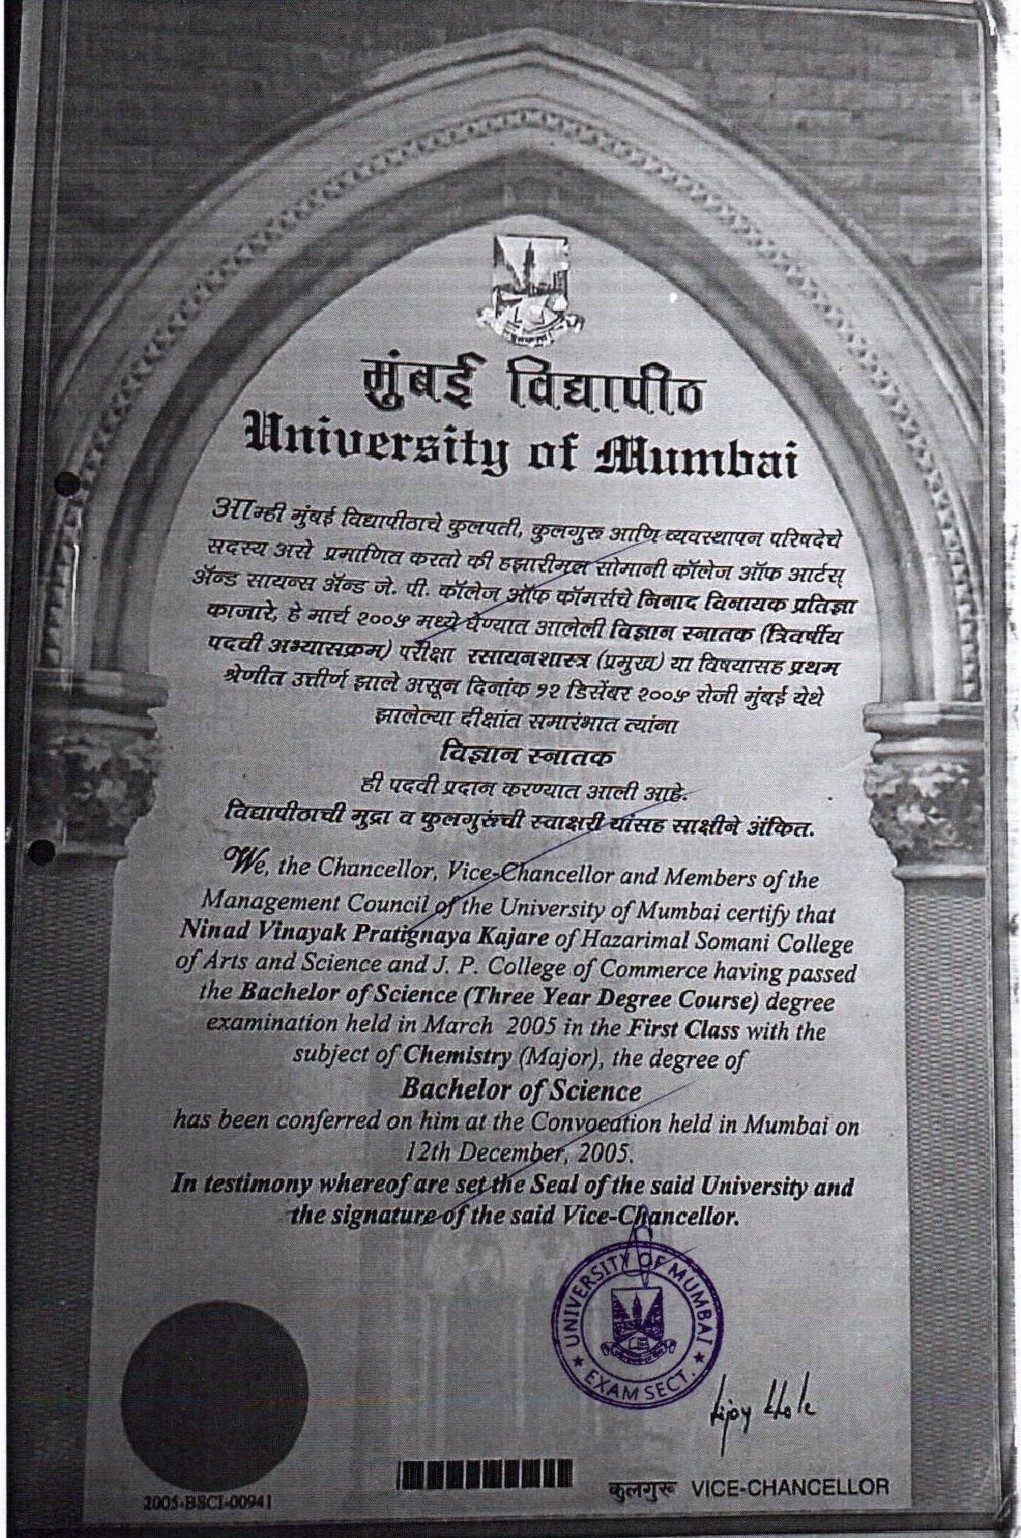 मुंबई विद्यापीठ
University of Mumbai
आम्ही मुंबई विद्यापीठाचे कुलपती, कुलगुरू आणि व्यवस्थापन परिषदेचे
सदस्य असे प्रमाणित करतो की हझारीमल सोमानी कॉलेज ऑफ आर्टस्
ॲन्ड सायन्स ॲन्ड जे. पी. कॉलेज ऑफ कॉमर्सचे निनाद विनायक प्रतिज्ञा
काजारे, हे मार्च २००५ मध्ये घेण्यात आलेली विज्ञान स्नातक (त्रिवर्षीय
पदवी अभ्यासक्रम) परीक्षा रसायनशास्त्र (प्रमुख) या विषयासह प्रथम
श्रेणीत उत्तीर्ण झाले असून दिनांक १२ डिसेंबर २००५ रोजी मुंबई येथे
झालेल्या दीक्षांत समारंभात त्यांना
विज्ञान स्नातक
ही पदवी प्रदान करण्यात आली आहे.
विद्यापीठाची मुद्रा व कुलगुरुंची स्वाक्षरी यांसह साक्षीने अंकित.
We, the Chancellor, Vice-Chancellor and Members of the
Management Council of the University of Mumbai certify that
Ninad Vinayak Pratignaya Kajare of Hazarimal Somani College
of Arts and Science and J. P. College of Commerce having passed
the Bachelor of Science (Three Year Degree Course) degree
examination held in March 2005 in the First Class with the
subject of Chemistry (Major), the degree of
Bachelor of Science
has been conferred on him at the Convocation held in Mumbai on
12th December, 2005.
In testimony whereof are set the Seal of the said University and
the signature of the said Vice-Chancellor.
UNIVERSITY OF MUMBAI
★ EXAM SECT. ★
Vijay Khole
2005-BSCI-00941
कुलगुरू VICE-CHANCELLOR